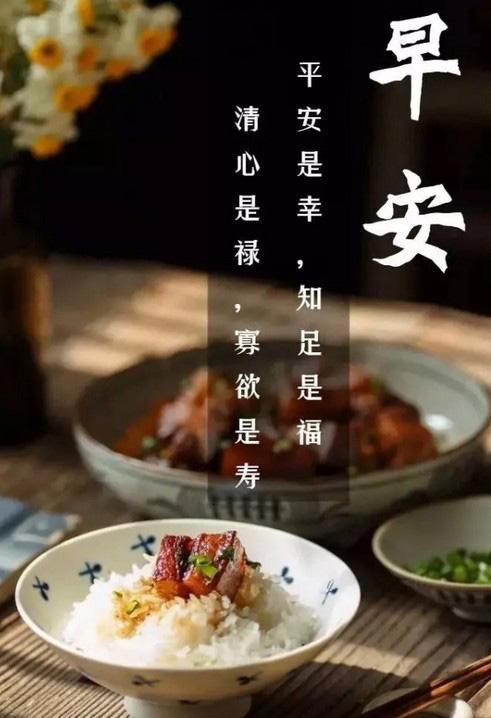 早安
平安是幸，知足是福
清心是禄，寡欲是寿